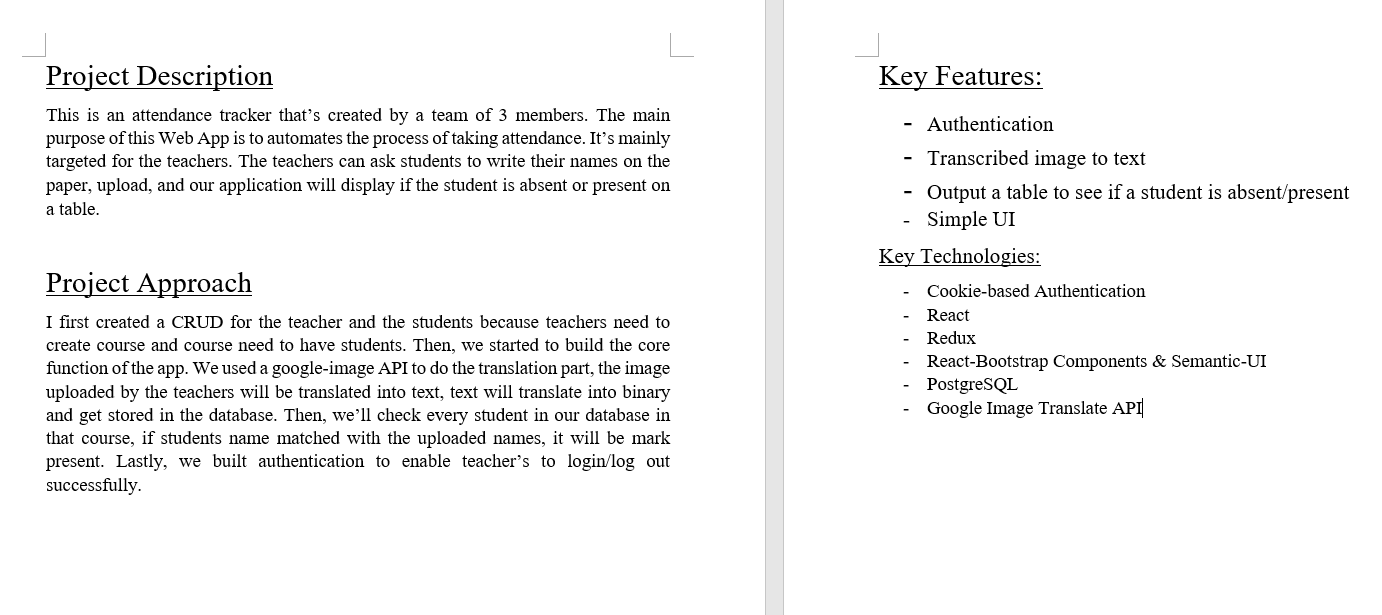 Project Description
This is an attendance tracker that’s created by a team of 3 members. The main
purpose of this Web App is to automates the process of taking attendance. It’s mainly
targeted for the teachers. The teachers can ask students to write their names on the
paper, upload, and our application will display if the student is absent or present on
a table.
Project Approach
I first created a CRUD for the teacher and the students because teachers need to
create course and course need to have students. Then, we started to build the core
function of the app. We used a google-image API to do the translation part, the image
uploaded by the teachers will be translated into text, text will translate into binary
and get stored in the database. Then, we’ll check every student in our database in
that course, if students name matched with the uploaded names, it will be mark
present. Lastly, we built authentication to enable teacher’s to login/log out
successfully.
Key Features:
- Authentication
- Transcribed image to text
- Output a table to see if a student is absent/present
- Simple UI
Key Technologies:
- Cookie-based Authentication
- React
- Redux
- React-Bootstrap Components & Semantic-UI
- PostgreSQL
- Google Image Translate API